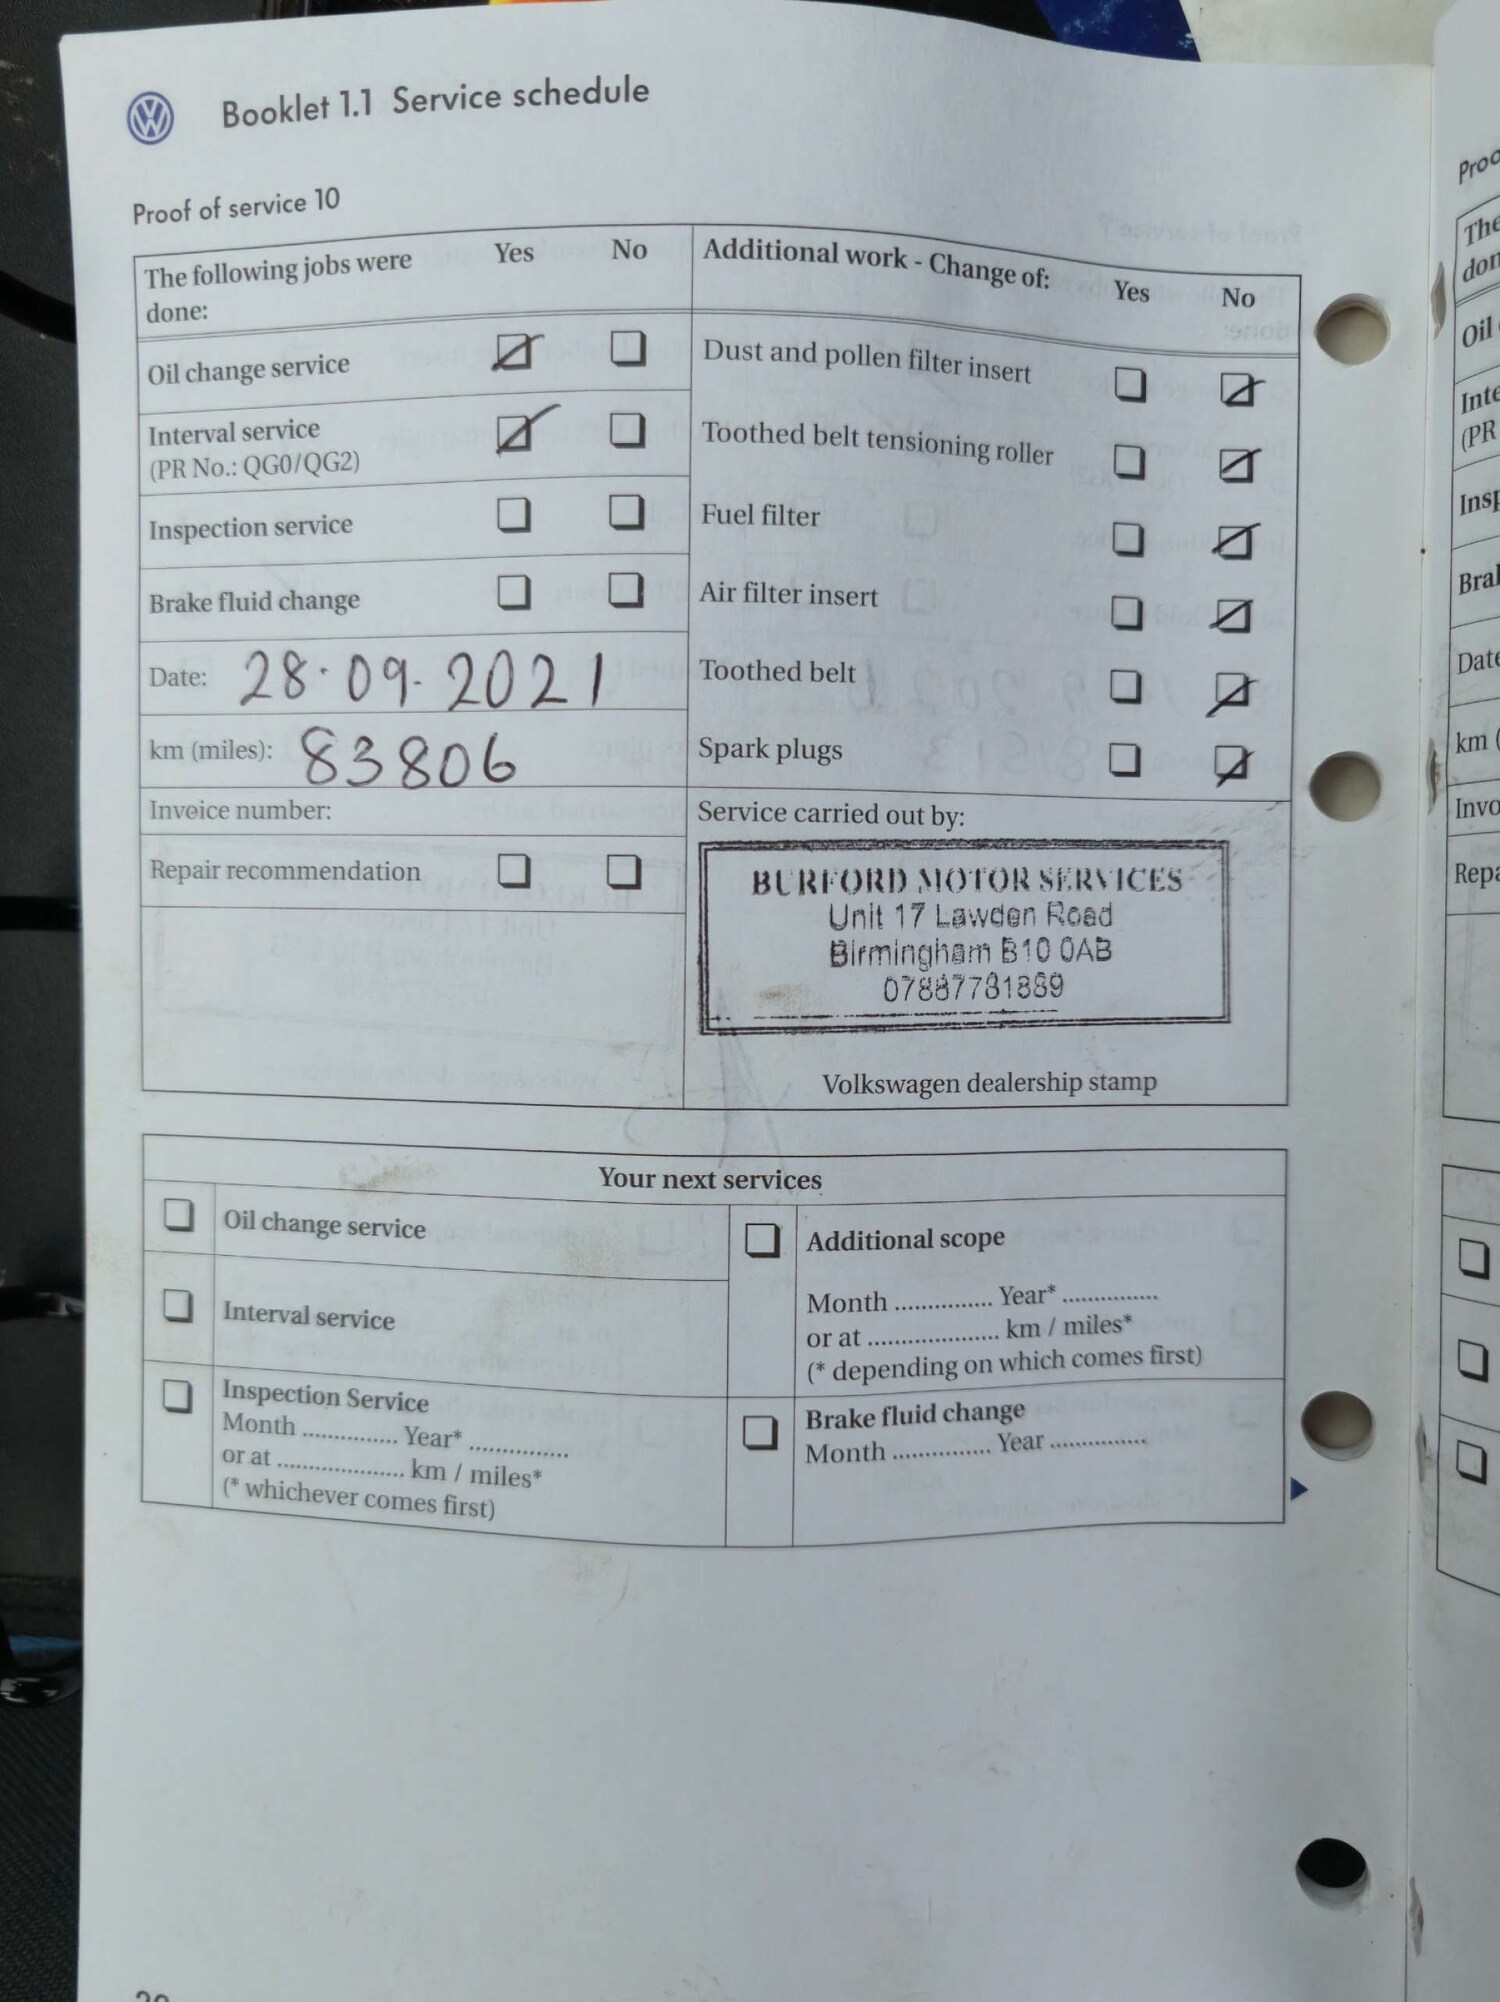 Booklet 1.1 Service schedule
Proof of service 10
The following jobs were done:
Yes
No
Oil change service
Interval service
(PR No.: QG0/QG2)
Inspection service
Brake fluid change
Date: 28.09.2021
km (miles): 83806
Invoice number:
Repair recommendation
Additional work - Change of:
Yes
No
Dust and pollen filter insert
Toothed belt tensioning roller
Fuel filter
Air filter insert
Toothed belt
Spark plugs
Service carried out by:
BURFORD MOTOR SERVICES
Unit 17 Lawden Road
Birmingham B10 0AB
Volkswagen dealership stamp
Your next services
Oil change service
Interval service
Inspection Service
Month .............. Year* ...............
or at .................... km / miles*
(* whichever comes first)
Additional scope
Month ............... Year* ...............
or at .................... km / miles*
(* depending on which comes first)
Brake fluid change
Month ............... Year ...............
Oil
Date
km (